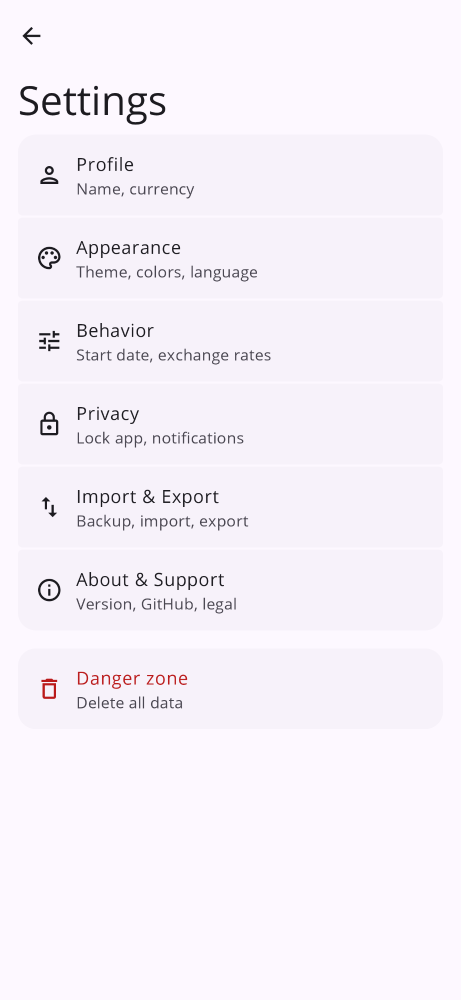 Settings
Profile
Name, currency
Appearance
Theme, colors, language
Behavior
Start date, exchange rates
Privacy
Lock app, notifications
Import & Export
Backup, import, export
About & Support
Version, GitHub, legal
Danger zone
Delete all data